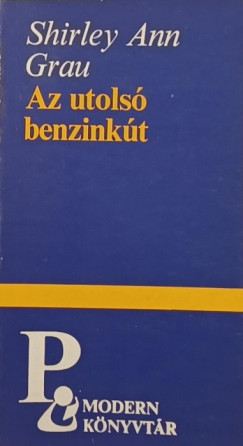 Shirley Ann
Grau
Az utolsó
benzinkút
P
MODERN
KÖNYVTÁR